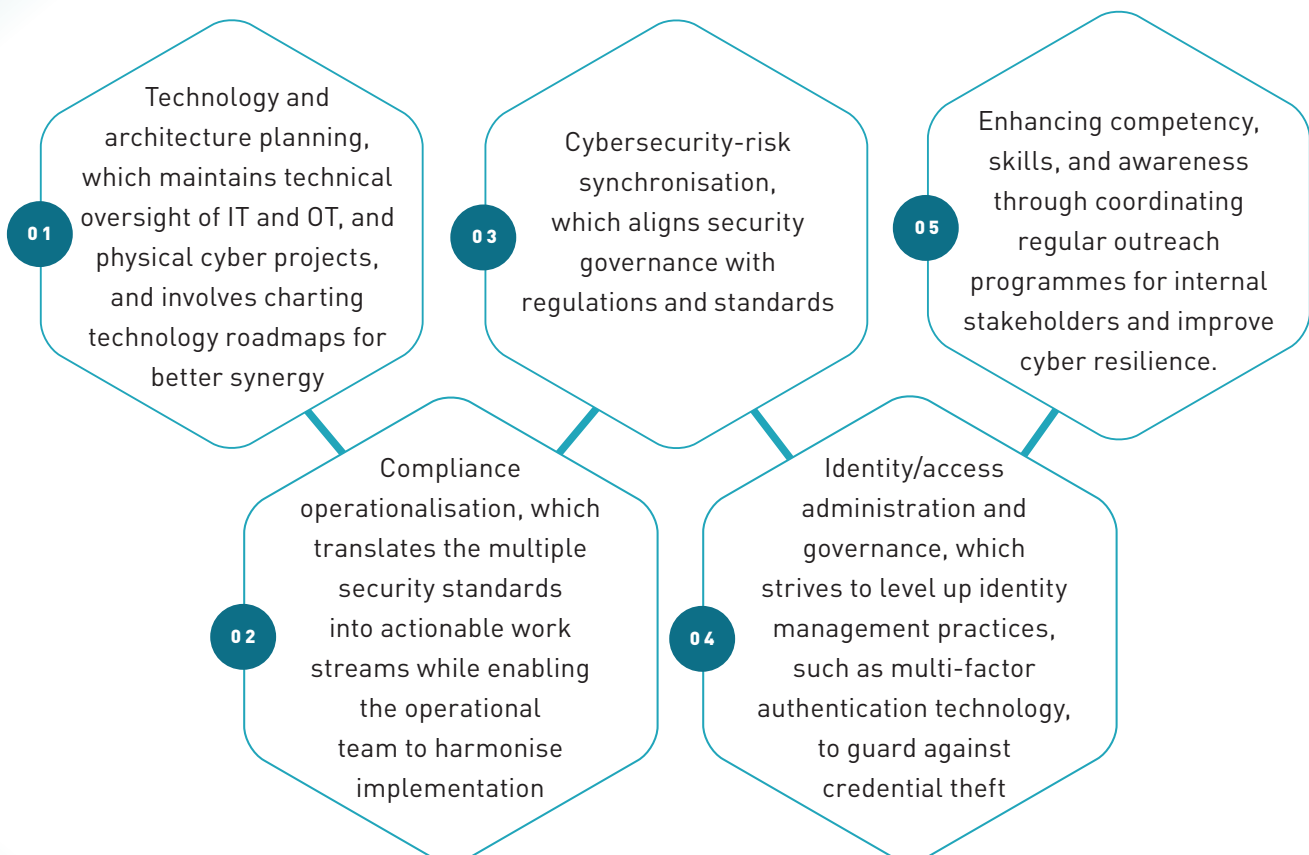 01
Technology and
architecture planning,
which maintains technical
oversight of IT and OT, and
physical cyber projects,
and involves charting
technology roadmaps for
better synergy
02
Compliance
operationalisation, which
translates the multiple
security standards
into actionable work
streams while enabling
the operational
team to harmonise
implementation
03
Cybersecurity-risk
synchronisation,
which aligns security
governance with
regulations and standards
04
Identity/access
administration and
governance, which
strives to level up identity
management practices,
such as multi-factor
authentication technology,
to guard against
credential theft
05
Enhancing competency,
skills, and awareness
through coordinating
regular outreach
programmes for internal
stakeholders and improve
cyber resilience.